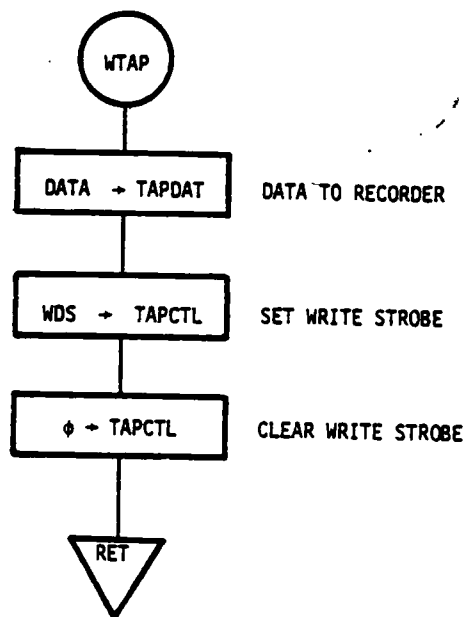 WTAP
DATA → TAPDAT DATA TO RECORDER
WDS → TAPCTL SET WRITE STROBE
φ → TAPCTL CLEAR WRITE STROBE
RET